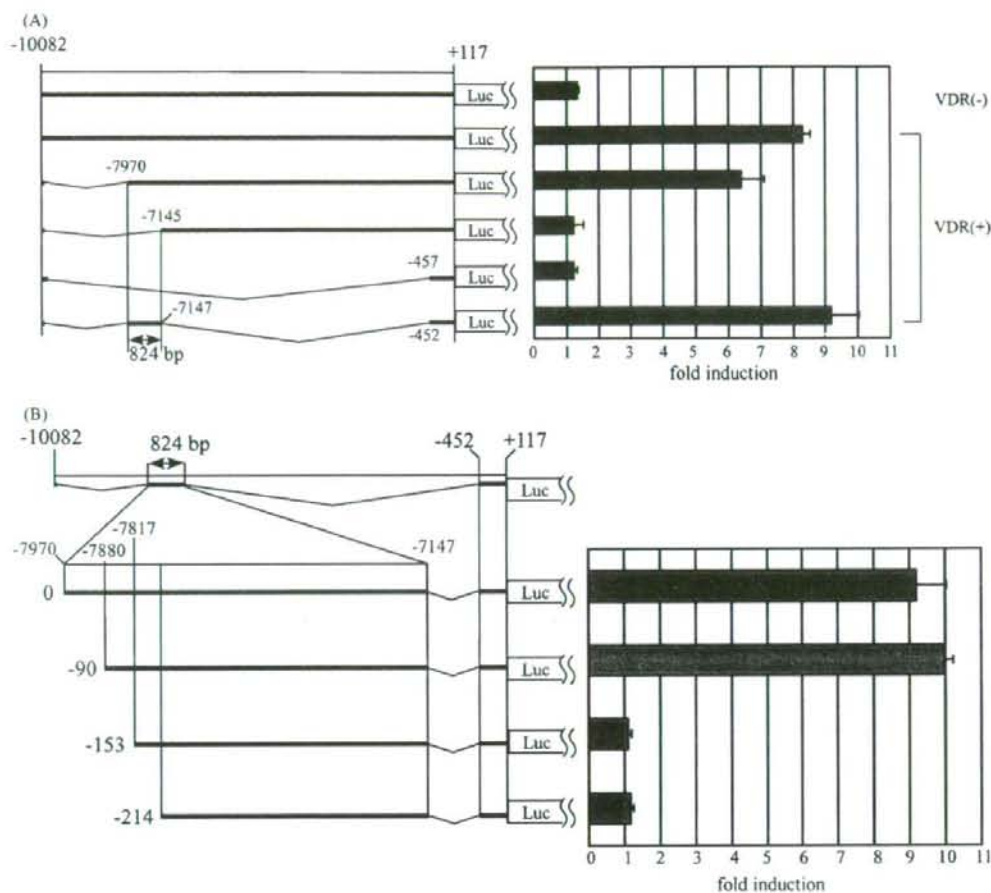 (A)
-10082
+117
Luc
VDR(-)
Luc
-7970
Luc
-7145
Luc
VDR(+)
-457
Luc
-7147
Luc
-452
824 bp
0 1 2 3 4 5 6 7 8 9 10 11
fold induction
(B)
-10082
824 bp
-452
+117
Luc
-7817
-7970
-7880
-7147
0
Luc
-90
Luc
-153
Luc
-214
Luc
0 1 2 3 4 5 6 7 8 9 10 11
fold induction